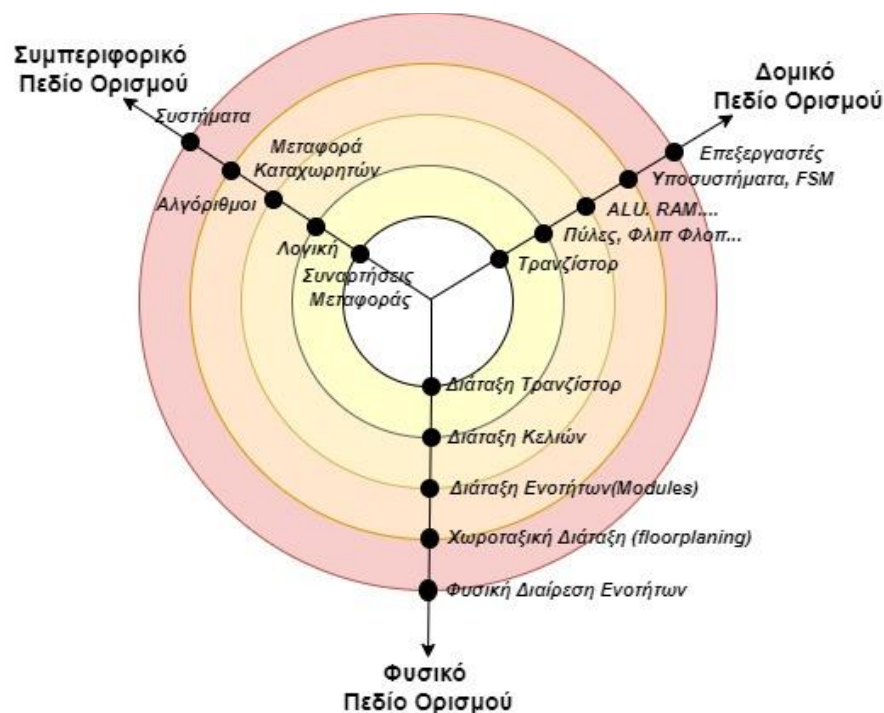 Συμπεριφορικό
Πεδίο Ορισμού
Δομικό
Πεδίο Ορισμού
Συστήματα
Μεταφορά
Καταχωρητών
Αλγόριθμοι
Λογική
Συναρτήσεις
Μεταφοράς
Επεξεργαστές
Υποσυστήματα, FSM
ALU. RAM....
Πύλες, Φλιπ Φλοπ...
Τρανζίστορ
Διάταξη Τρανζίστορ
Διάταξη Κελιών
Διάταξη Ενοτήτων(Modules)
Χωροταξική Διάταξη (floorplaning)
Φυσική Διαίρεση Ενοτήτων
Φυσικό
Πεδίο Ορισμού